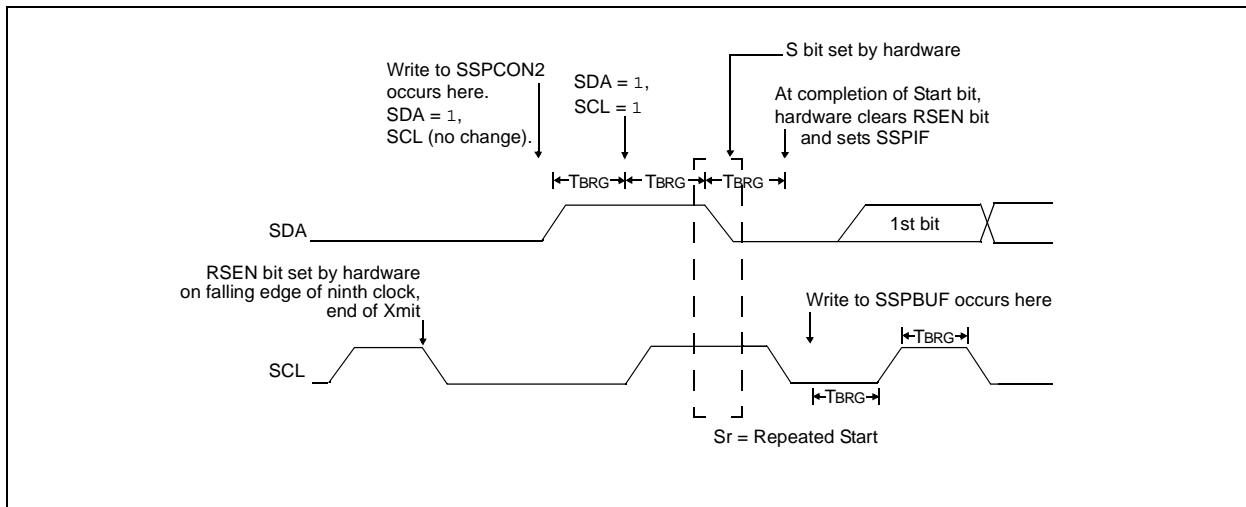 S bit set by hardware
Write to SSPCON2
occurs here.
SDA = 1,
SCL (no change).
SDA = 1,
SCL = 1
At completion of Start bit,
hardware clears RSEN bit
and sets SSPIF
TBRG
TBRG
TBRG
SDA
1st bit
RSEN bit set by hardware
on falling edge of ninth clock,
end of Xmit
Write to SSPBUF occurs here
TBRG
SCL
TBRG
Sr = Repeated Start